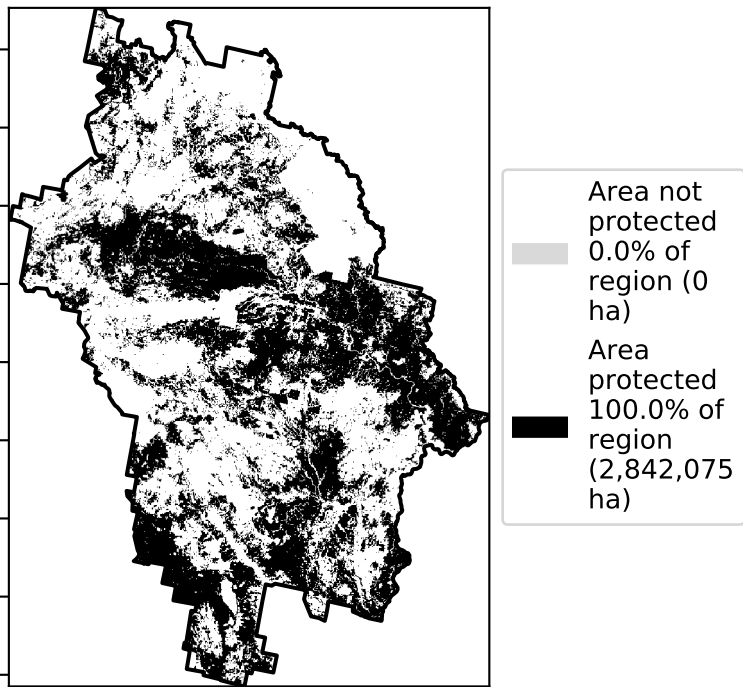 Area not
protected
0.0% of
region (0
ha)
Area
protected
100.0% of
region
(2,842,075
ha)